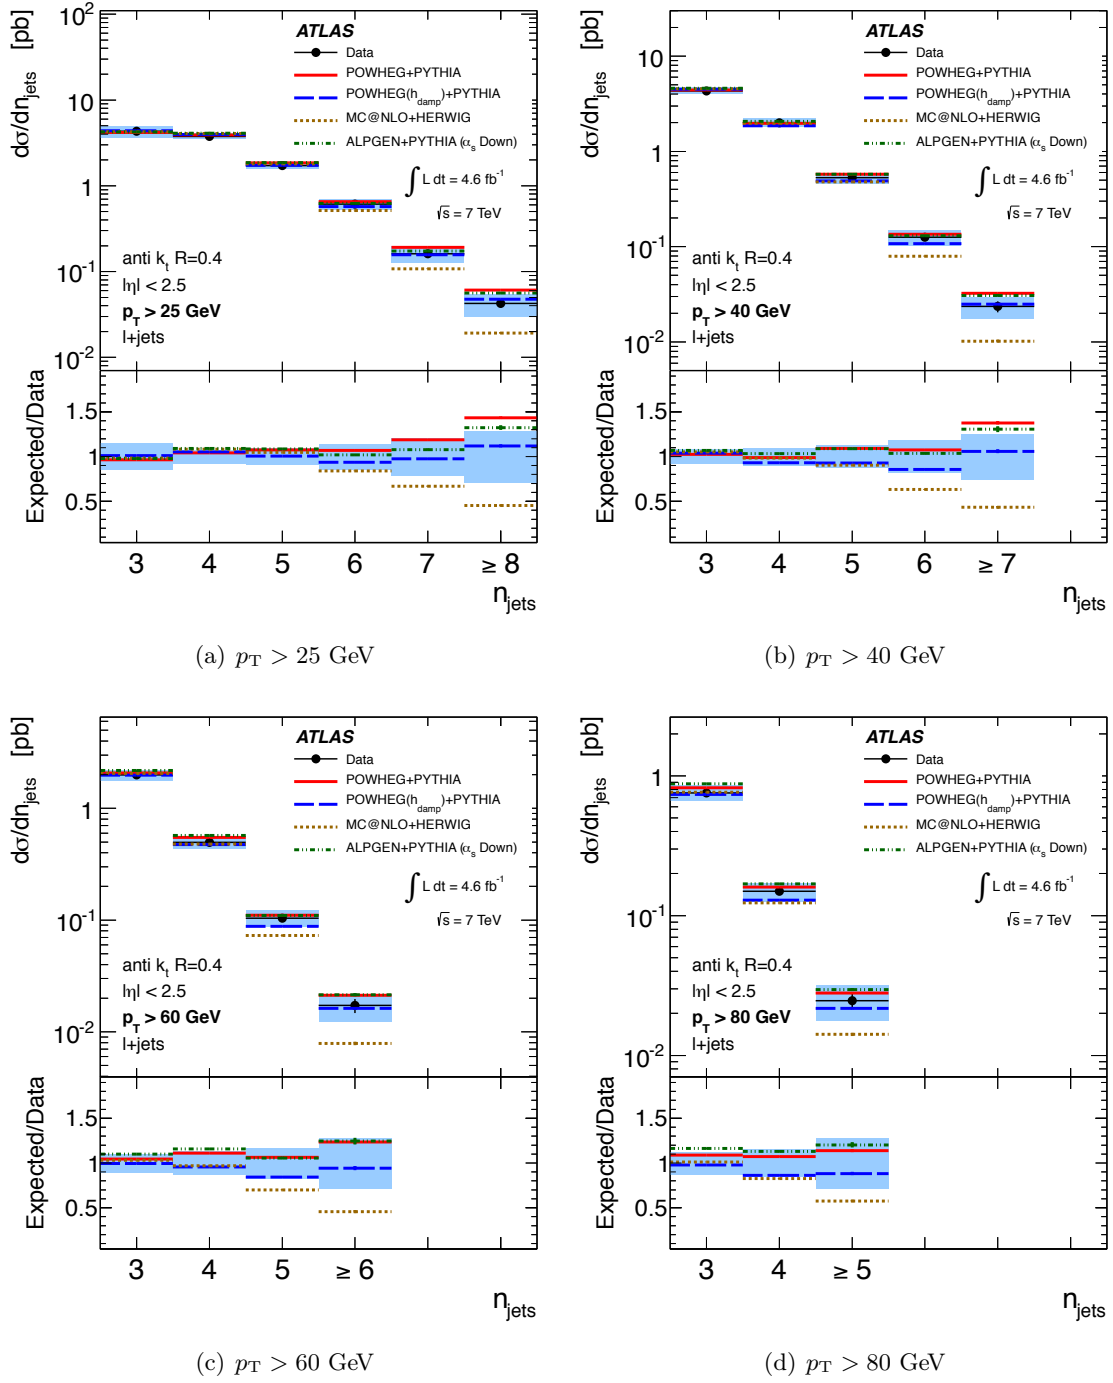 dσ/dn_jets [pb]
10²
10
1
10⁻¹
10⁻²
ATLAS
Data
POWHEG+PYTHIA
POWHEG(h_damp)+PYTHIA
MC@NLO+HERWIG
ALPGEN+PYTHIA (α_s Down)
∫ L dt = 4.6 fb⁻¹
√s = 7 TeV
anti k_t R=0.4
|η| < 2.5
p_T > 25 GeV
l+jets
Expected/Data
1.5
1
0.5
3 4 5 6 7 ≥ 8
n_jets
(a) p_T > 25 GeV
dσ/dn_jets [pb]
10
1
10⁻¹
10⁻²
ATLAS
Data
POWHEG+PYTHIA
POWHEG(h_damp)+PYTHIA
MC@NLO+HERWIG
ALPGEN+PYTHIA (α_s Down)
∫ L dt = 4.6 fb⁻¹
√s = 7 TeV
anti k_t R=0.4
|η| < 2.5
p_T > 40 GeV
l+jets
Expected/Data
1.5
1
0.5
3 4 5 6 ≥ 7
n_jets
(b) p_T > 40 GeV
dσ/dn_jets [pb]
1
10⁻¹
10⁻²
ATLAS
Data
POWHEG+PYTHIA
POWHEG(h_damp)+PYTHIA
MC@NLO+HERWIG
ALPGEN+PYTHIA (α_s Down)
∫ L dt = 4.6 fb⁻¹
√s = 7 TeV
anti k_t R=0.4
|η| < 2.5
p_T > 60 GeV
l+jets
Expected/Data
1.5
1
0.5
3 4 5 ≥ 6
n_jets
(c) p_T > 60 GeV
dσ/dn_jets [pb]
1
10⁻¹
10⁻²
ATLAS
Data
POWHEG+PYTHIA
POWHEG(h_damp)+PYTHIA
MC@NLO+HERWIG
ALPGEN+PYTHIA (α_s Down)
∫ L dt = 4.6 fb⁻¹
√s = 7 TeV
anti k_t R=0.4
|η| < 2.5
p_T > 80 GeV
l+jets
Expected/Data
1.5
1
0.5
3 4 ≥ 5
n_jets
(d) p_T > 80 GeV